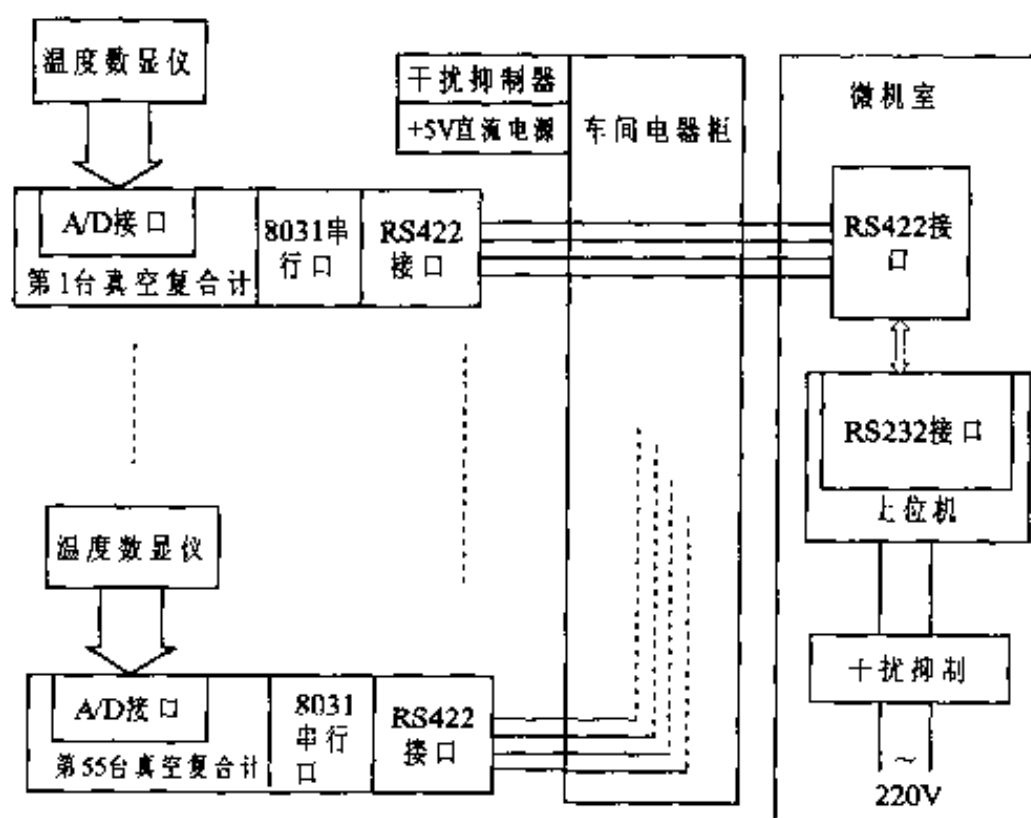 温度数显仪
干扰抑制器
+5V直流电源
车间电器柜
微机室
A/D接口
第1台真空复合计
8031串
行口
RS422
接口
RS422接
口
RS232接口
上位机
温度数显仪
A/D接口
第55台真空复合计
8031
串行
口
RS422
接口
干扰抑制
~
220V